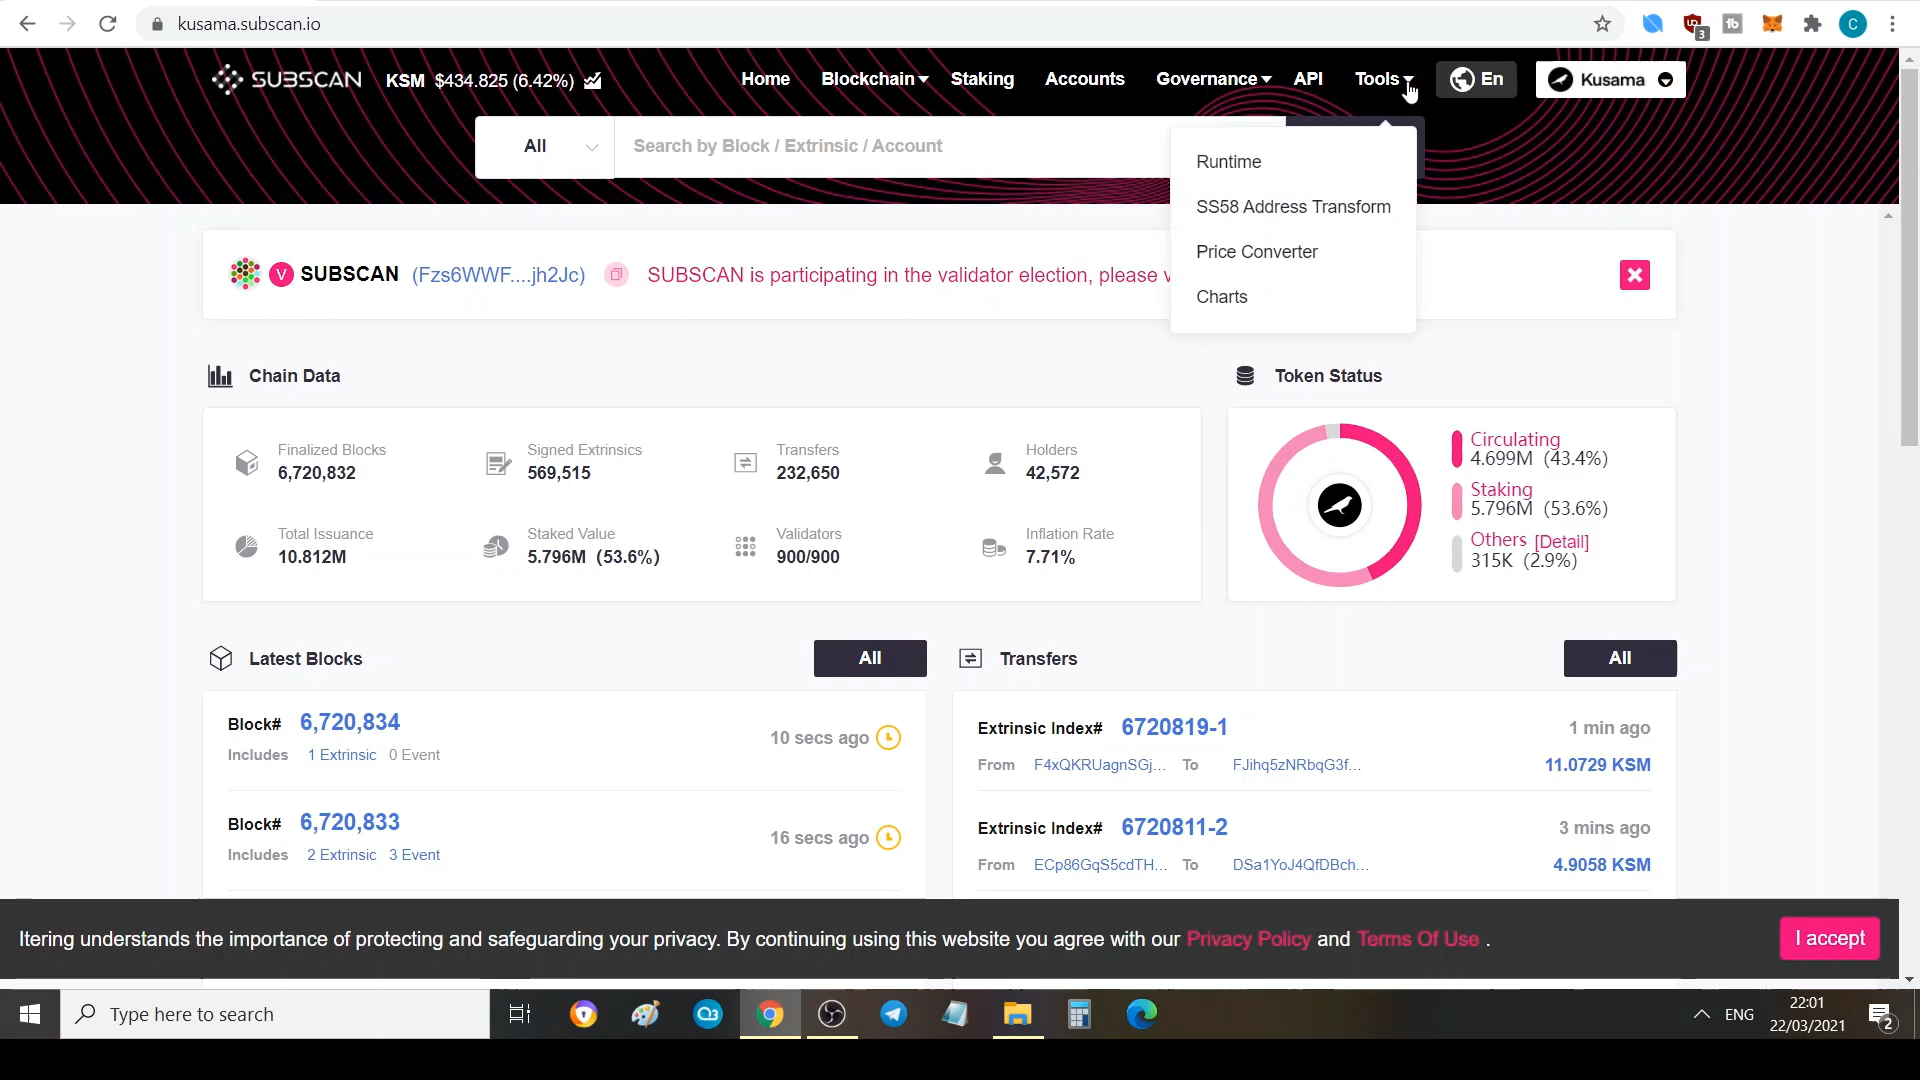 kusama.subscan.io
3
C
SUBSCAN KSM $434.825 (6.42%) Home Blockchain Staking Accounts Governance API Tools En Kusama
All Search by Block / Extrinsic / Account
Runtime
SS58 Address Transform
Price Converter
Charts
V SUBSCAN (Fzs6WWF....jh2Jc) SUBSCAN is participating in the validator election, please v
Chain Data
Finalized Blocks Signed Extrinsics Transfers Holders
6,720,832 569,515 232,650 42,572
Total Issuance Staked Value Validators Inflation Rate
10.812M 5.796M (53.6%) 900/900 7.71%
Token Status
Circulating
4.699M (43.4%)
Staking
5.796M (53.6%)
Others [Detail]
315K (2.9%)
Latest Blocks All
Block# 6,720,834 10 secs ago
Includes 1 Extrinsic 0 Event
Block# 6,720,833 16 secs ago
Includes 2 Extrinsic 3 Event
Transfers All
Extrinsic Index# 6720819-1 1 min ago
From F4xQKRUagnSGj... To FJihq5zNRbqG3f... 11.0729 KSM
Extrinsic Index# 6720811-2 3 mins ago
From ECp86GqS5cdTH... To DSa1YoJ4QfDBch... 4.9058 KSM
Itering understands the importance of protecting and safeguarding your privacy. By continuing using this website you agree with our Privacy Policy and Terms Of Use . I accept
Type here to search
ENG
22:01
22/03/2021
2